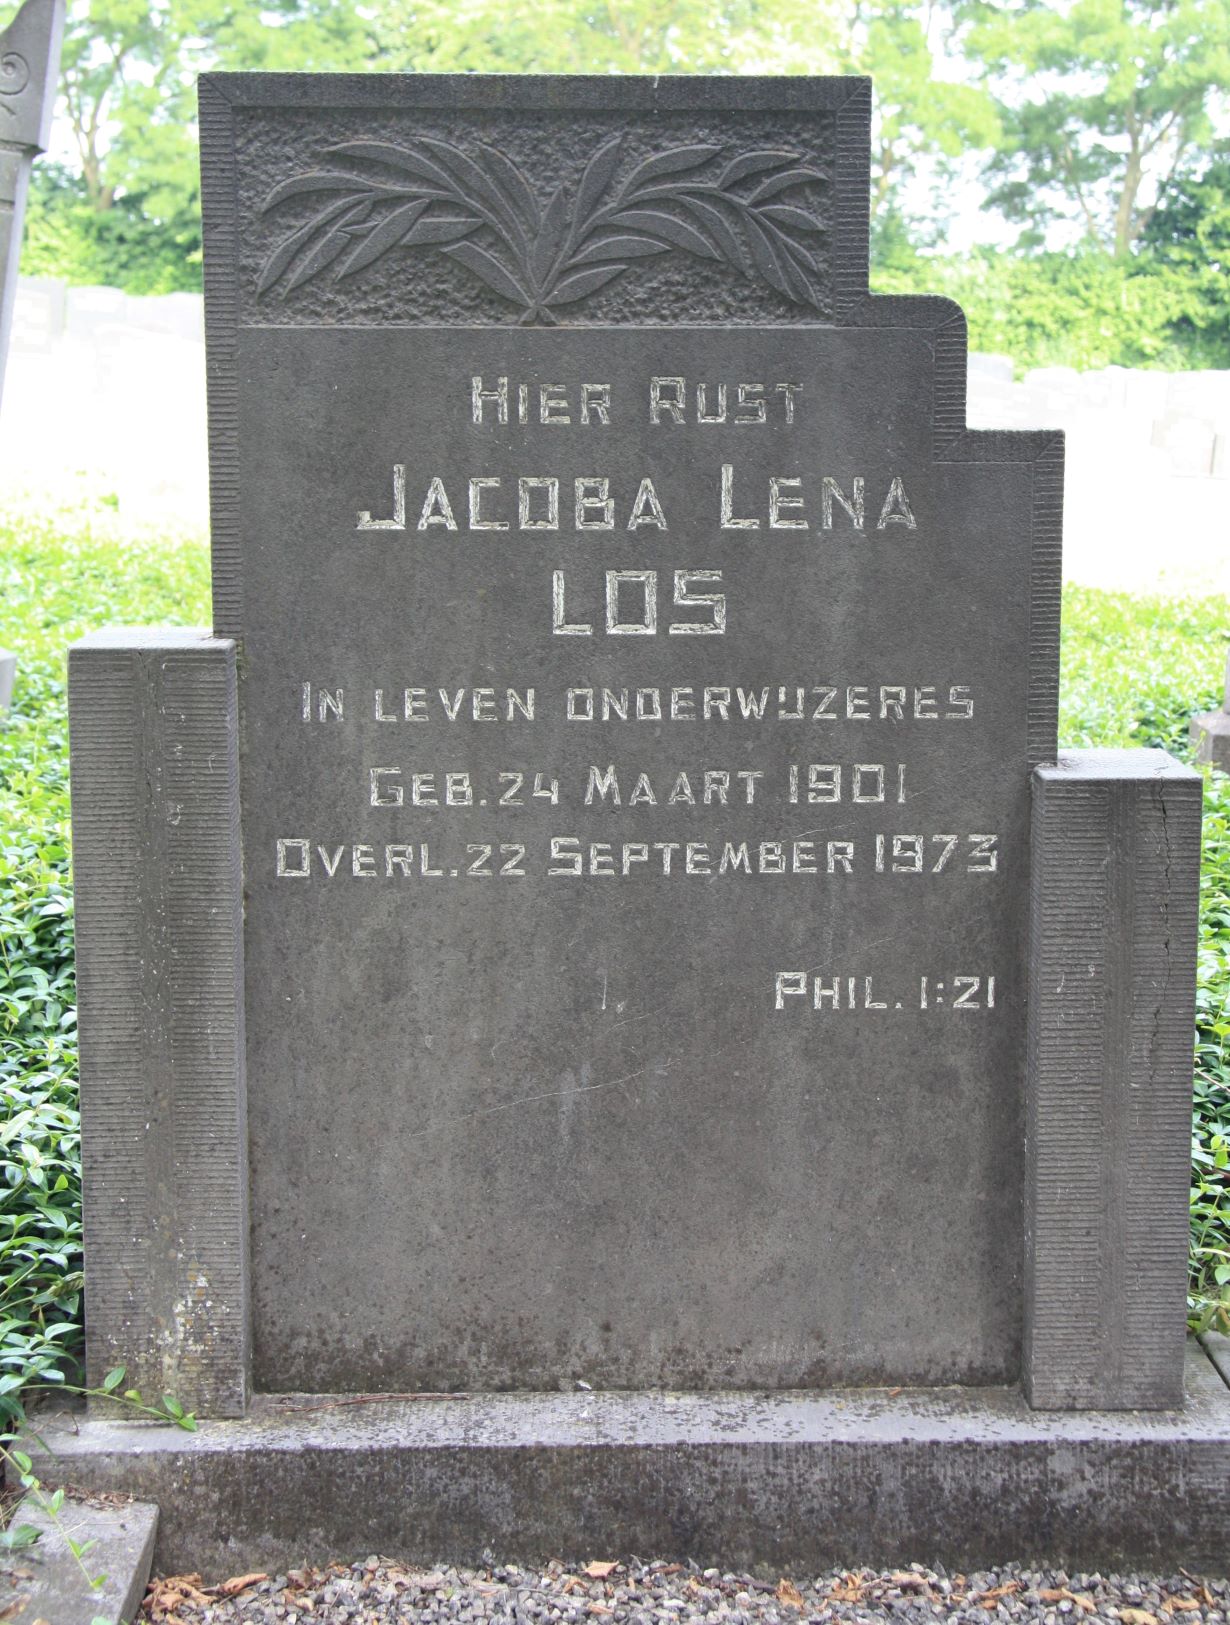 HIER RUST
JACOBA LENA
LOS
IN LEVEN ONDERWIJZERES
GEB. 24 MAART 1901
OVERL. 22 SEPTEMBER 1973
PHIL. 1:21